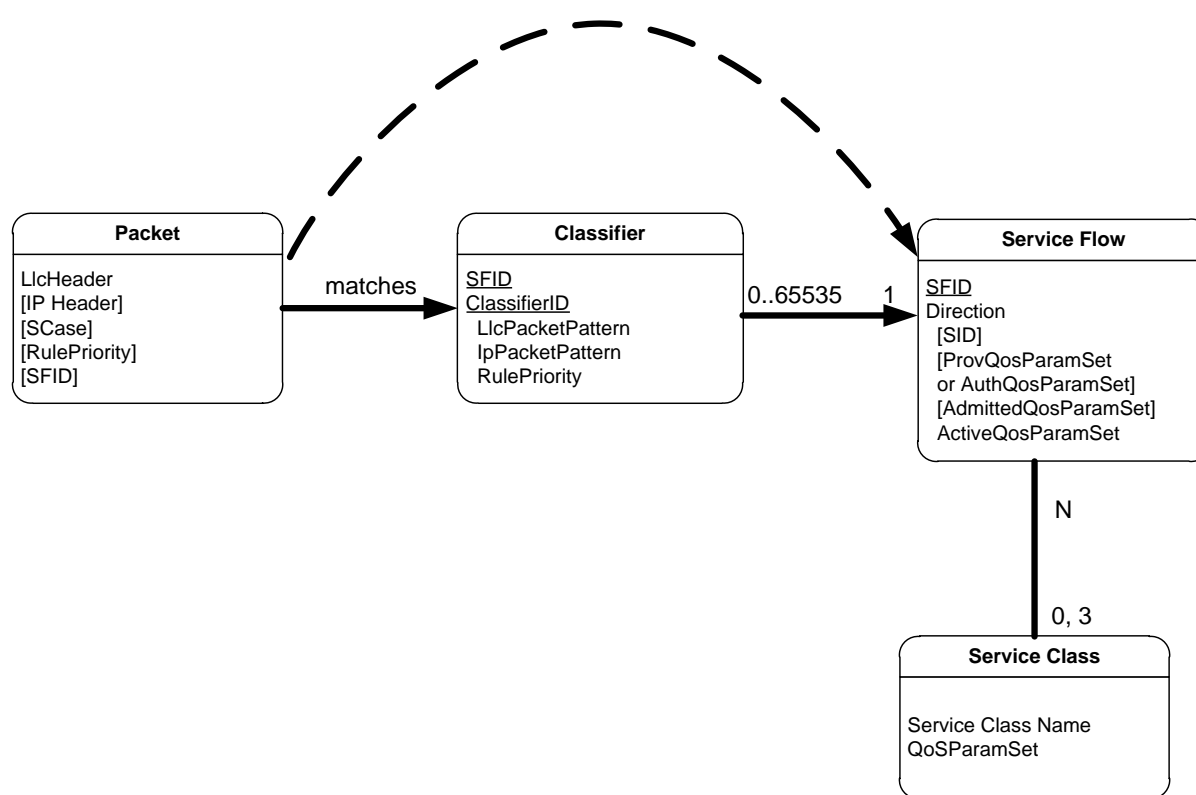 Packet
LlcHeader
[IP Header]
[SCase]
[RulePriority]
[SFID]
matches
Classifier
SFID
ClassifierID
LlcPacketPattern
IpPacketPattern
RulePriority
0..65535
1
Service Flow
SFID
Direction
[SID]
[ProvQosParamSet
or AuthQosParamSet]
[AdmittedQosParamSet]
ActiveQosParamSet
N
0, 3
Service Class
Service Class Name
QoSParamSet